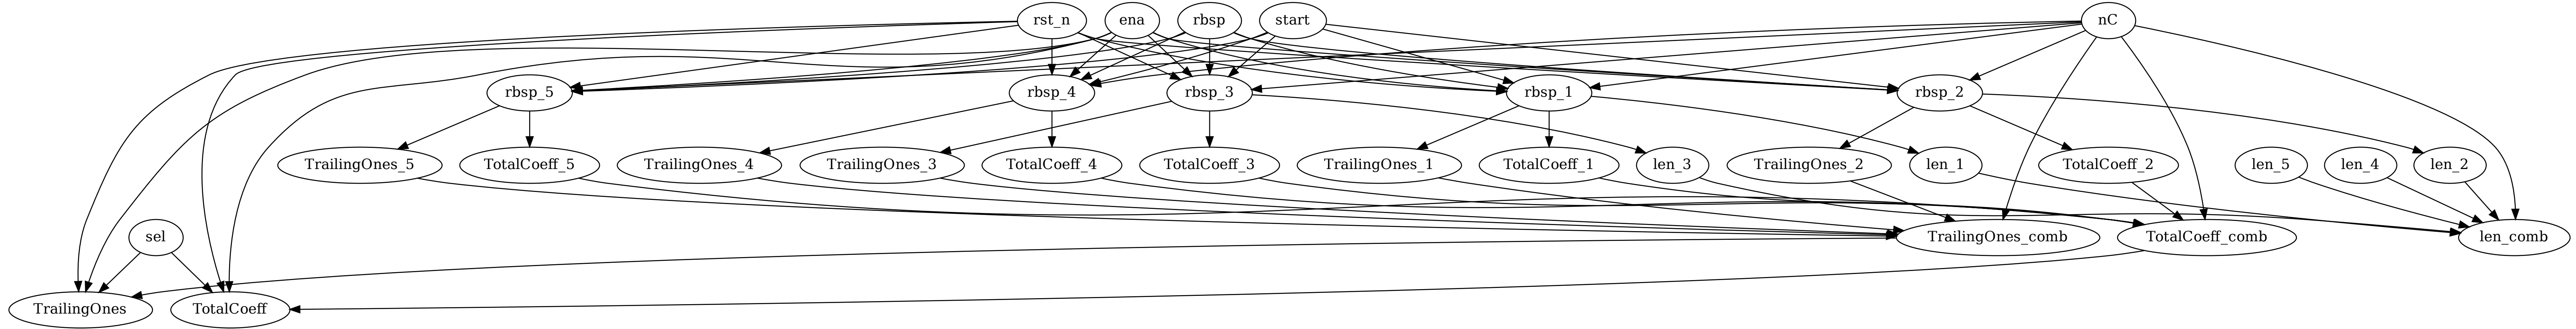 rst_n
ena
rbsp
start
nC
rbsp_5
rbsp_4
rbsp_3
rbsp_1
rbsp_2
TrailingOnes_5
TotalCoeff_5
TrailingOnes_4
TrailingOnes_3
TotalCoeff_4
TotalCoeff_3
TrailingOnes_1
TotalCoeff_1
len_3
TrailingOnes_2
len_1
TotalCoeff_2
len_5
len_4
len_2
sel
TrailingOnes_comb
TotalCoeff_comb
len_comb
TrailingOnes
TotalCoeff